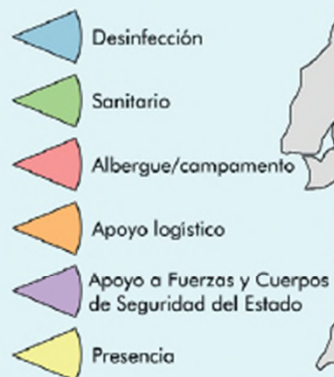 Desinfección
Sanitario
Albergue/campamento
Apoyo logístico
Apoyo a Fuerzas y Cuerpos
de Seguridad del Estado
Presencia